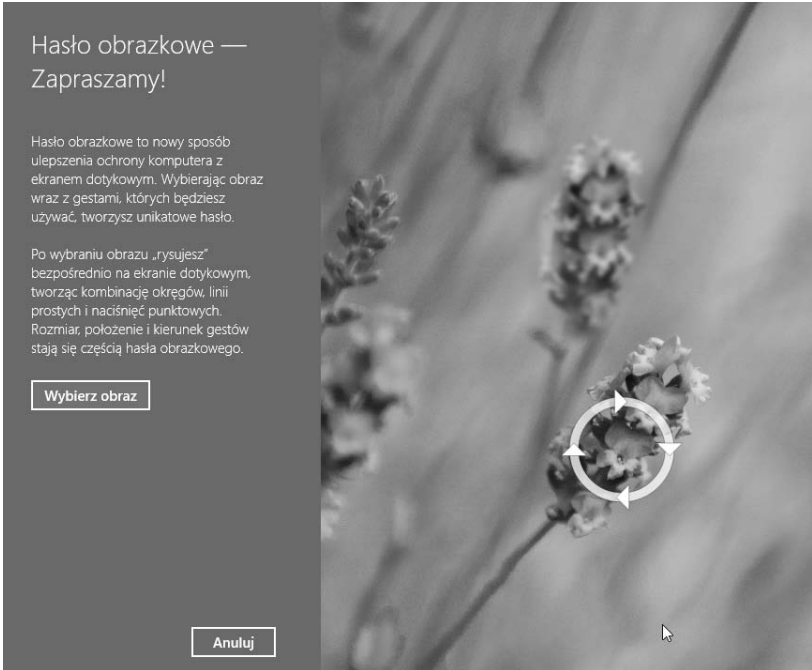 Hasło obrazkowe —
Zapraszamy!
Hasło obrazkowe to nowy sposób
ulepszenia ochrony komputera z
ekranem dotykowym. Wybierając obraz
wraz z gestami, których będziesz
używać, tworzysz unikatowe hasło.
Po wybraniu obrazu „rysujesz”
bezpośrednio na ekranie dotykowym,
tworząc kombinację okręgów, linii
prostych i naciśnięć punktowych.
Rozmiar, położenie i kierunek gestów
stają się częścią hasła obrazkowego.
Wybierz obraz
Anuluj